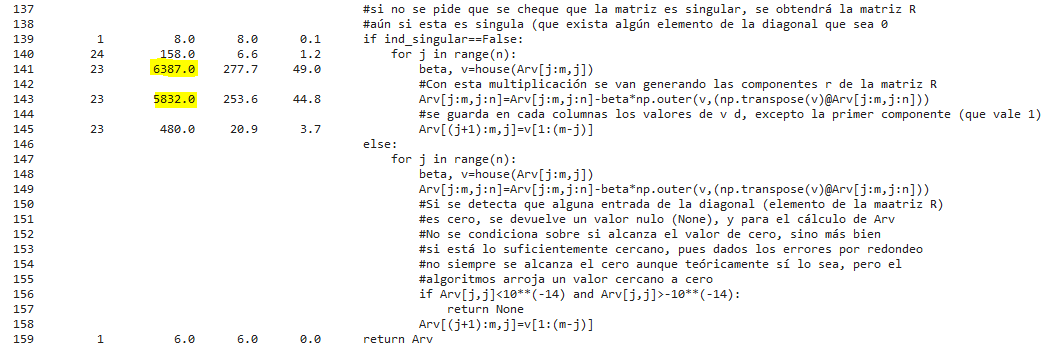 137 #si no se pide que se cheque que la matriz es singular, se obtendrá la matriz R
138 #aún si esta es singula (que exista algún elemento de la diagonal que sea 0
139 1 8.0 8.0 0.1 if ind_singular==False:
140 24 158.0 6.6 1.2 for j in range(n):
141 23 6387.0 277.7 49.0 beta, v=house(Arv[j:m,j])
142 #Con esta multiplicación se van generando las componentes r de la matriz R
143 23 5832.0 253.6 44.8 Arv[j:m,j:n]=Arv[j:m,j:n]-beta*np.outer(v,(np.transpose(v)@Arv[j:m,j:n]))
144 #se guarda en cada columnas los valores de v d, excepto la primer componente (que vale 1)
145 23 480.0 20.9 3.7 Arv[(j+1):m,j]=v[1:(m-j)]
146 else:
147 for j in range(n):
148 beta, v=house(Arv[j:m,j])
149 Arv[j:m,j:n]=Arv[j:m,j:n]-beta*np.outer(v,(np.transpose(v)@Arv[j:m,j:n]))
150 #Si se detecta que alguna entrada de la diagonal (elemento de la maatriz R)
151 #es cero, se devuelve un valor nulo (None), y para el cálculo de Arv
152 #No se condiciona sobre si alcanza el valor de cero, sino más bien
153 #si está lo suficientemente cercano, pues dados los errores por redondeo
154 #no siempre se alcanza el cero aunque teóricamente sí lo sea, pero el
155 #algoritmos arroja un valor cercano a cero
156 if Arv[j,j]<10**(-14) and Arv[j,j]>-10**(-14):
157 return None
158 Arv[(j+1):m,j]=v[1:(m-j)]
159 1 6.0 6.0 0.0 return Arv